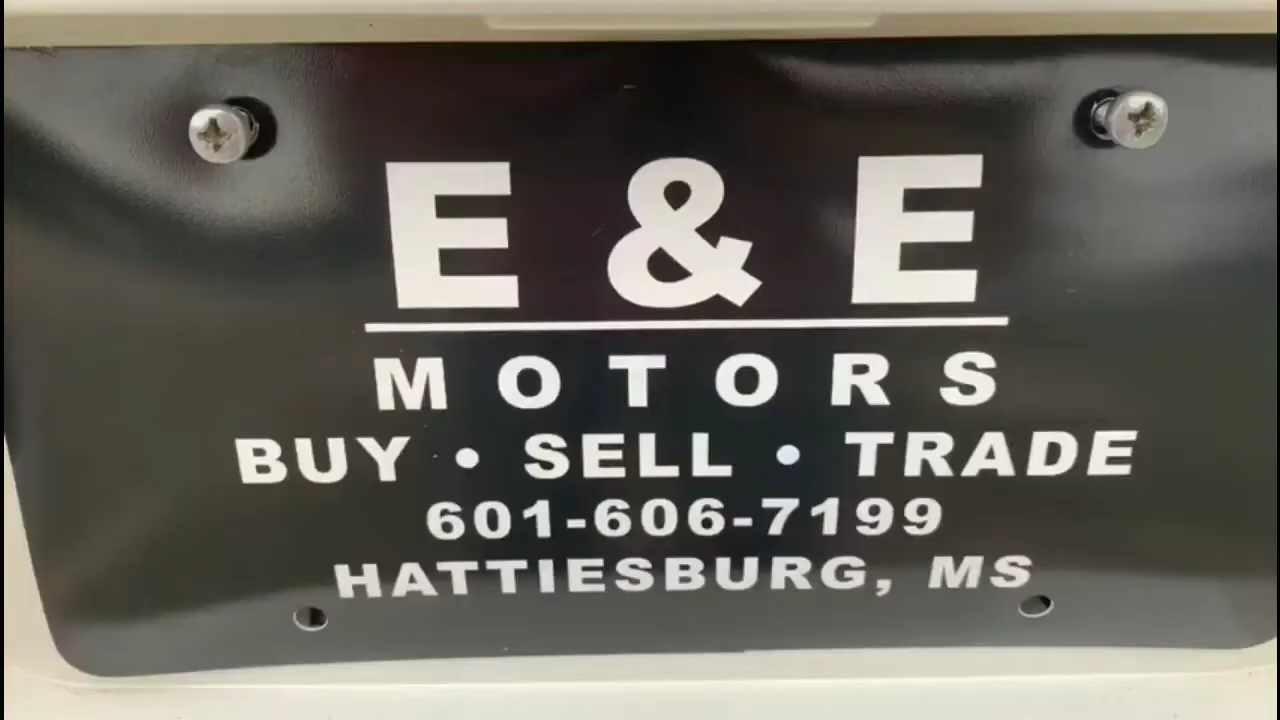 E & E
MOTORS
BUY • SELL • TRADE
601-606-7199
HATTIESBURG, MS